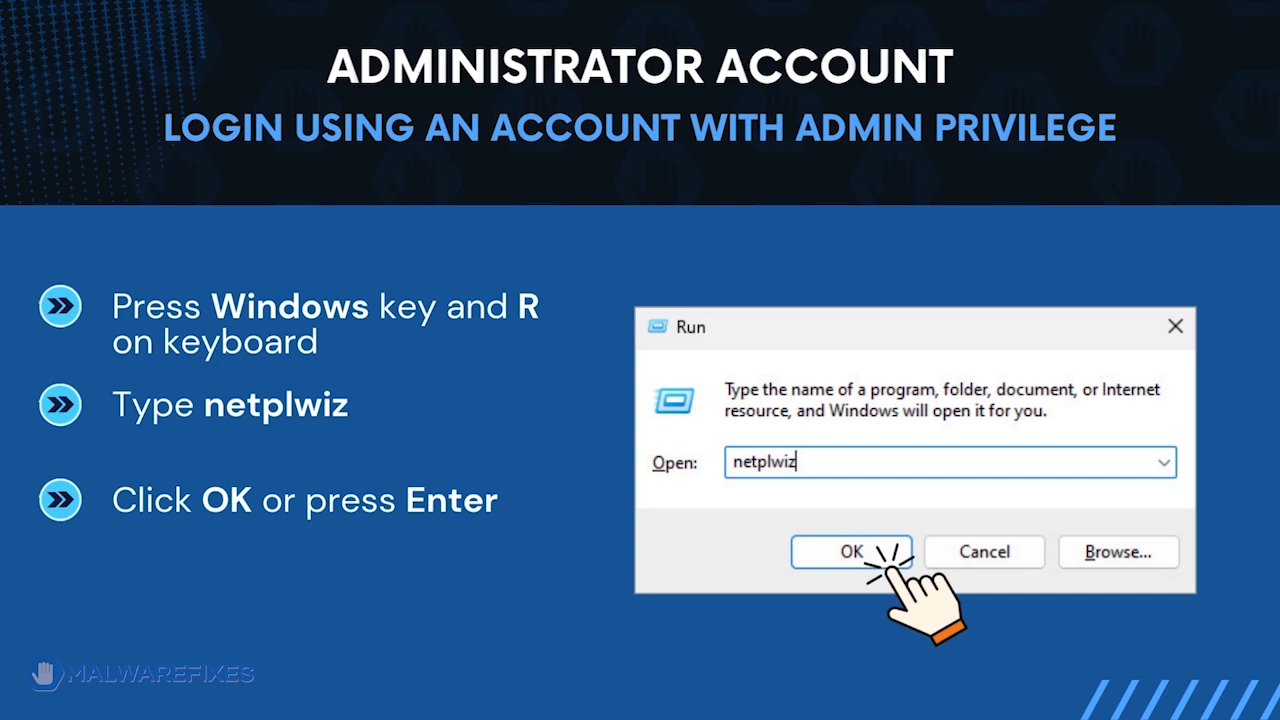 ADMINISTRATOR ACCOUNT
LOGIN USING AN ACCOUNT WITH ADMIN PRIVILEGE
Press Windows key and R
on keyboard
Type netplwiz
Click OK or press Enter
Run
Type the name of a program, folder, document, or Internet
resource, and Windows will open it for you.
Open:
netplwiz
OK
Cancel
Browse...
MALWAREFIXES